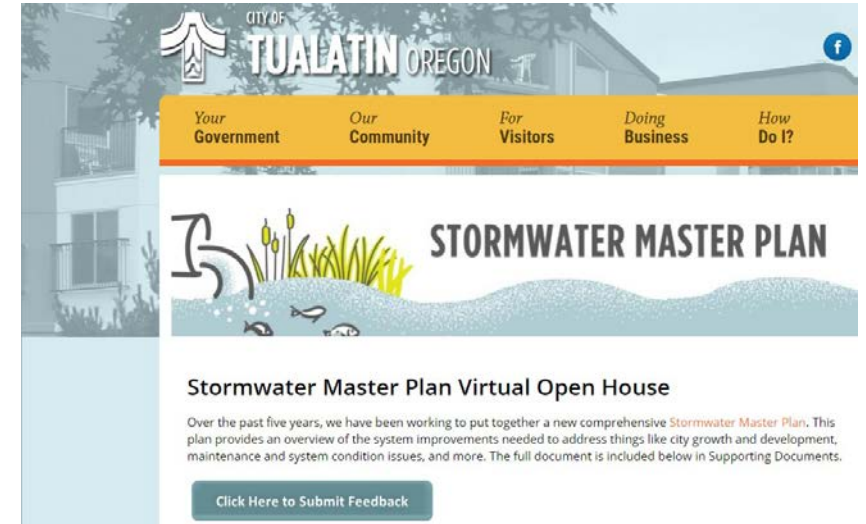 CITY OF
TUALATIN OREGON
f
Your
Government
Our
Community
For
Visitors
Doing
Business
How
Do I?
STORMWATER MASTER PLAN
Stormwater Master Plan Virtual Open House
Over the past five years, we have been working to put together a new comprehensive Stormwater Master Plan. This
plan provides an overview of the system improvements needed to address things like city growth and development,
maintenance and system condition issues, and more. The full document is included below in Supporting Documents.
Click Here to Submit Feedback